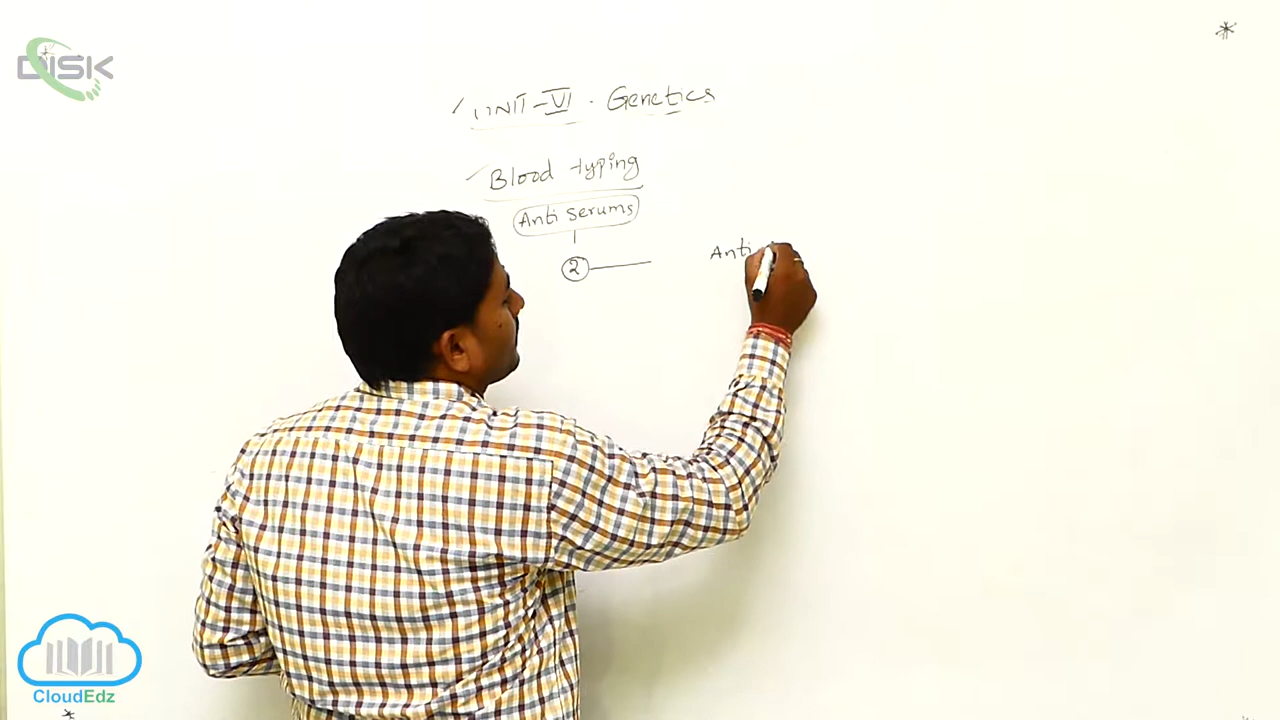 DISK
UNIT-VI. Genetics
Blood typing
Anti serums
2
Anti
CloudEdz